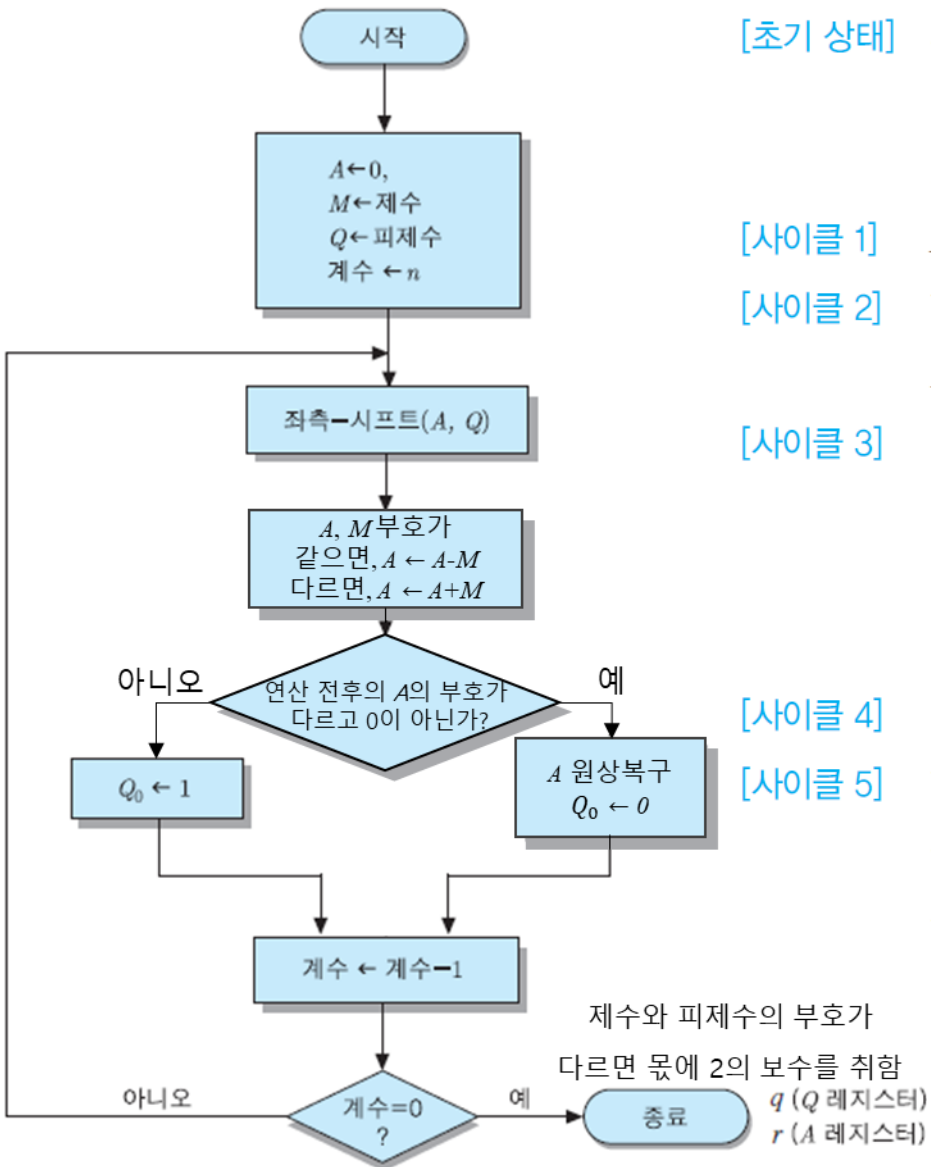 시작
[초기 상태]
A←0,
M←제수
Q←피제수
계수 ←n
[사이클 1]
[사이클 2]
좌측−시프트(A, Q)
[사이클 3]
A, M 부호가
같으면, A ← A-M
다르면, A ← A+M
아니오
연산 전후의 A의 부호가
다르고 0이 아닌가?
예
[사이클 4]
Q₀ ← 1
A 원상복구
Q₀ ← 0
[사이클 5]
계수 ← 계수−1
제수와 피제수의 부호가
다르면 몫에 2의 보수를 취함
아니오
계수=0
?
예
종료
q (Q 레지스터)
r (A 레지스터)